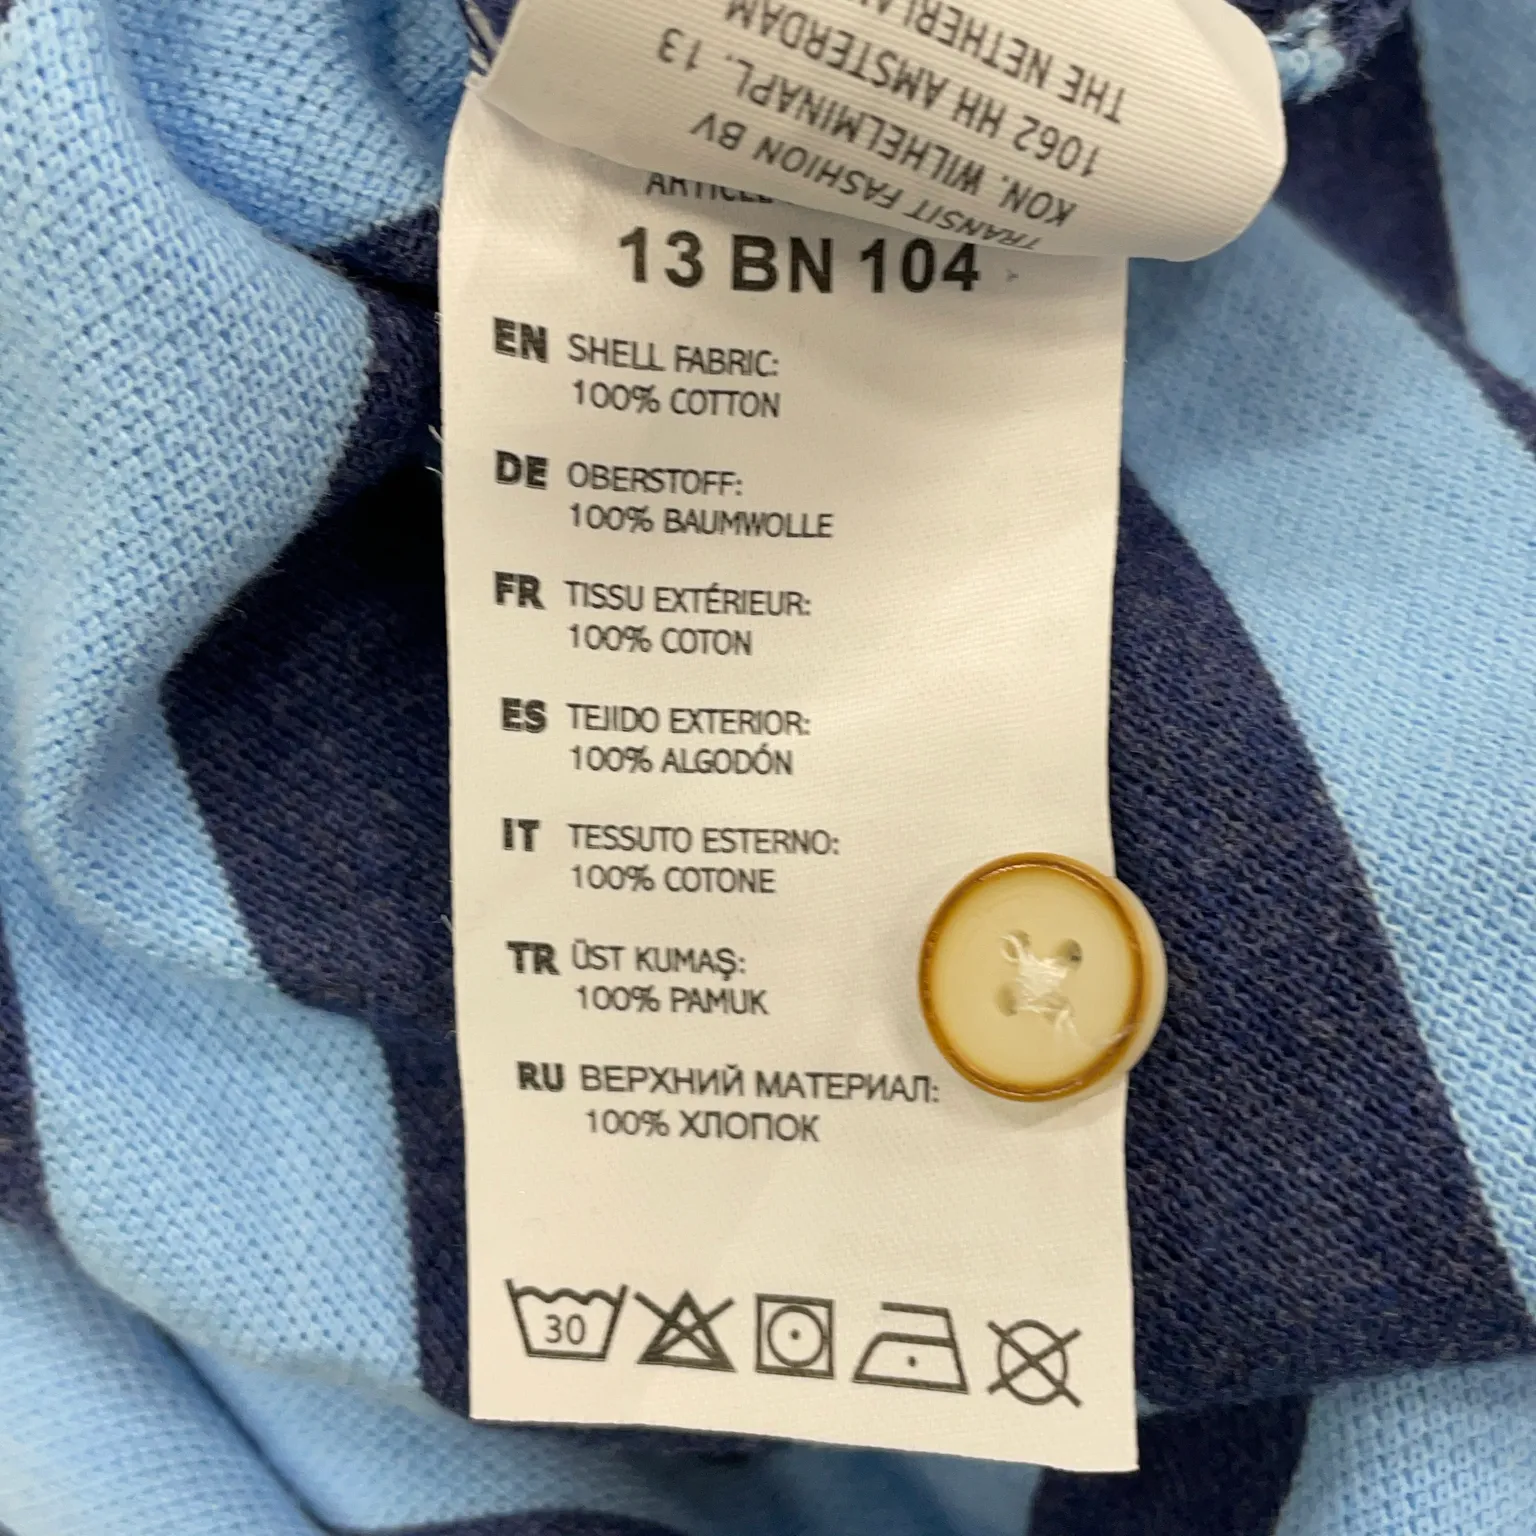 TRANSIT FASHION BV
KON. WILHELMINAPL. 13
1062 HH AMSTERDAM
THE
13 BN 104
EN SHELL FABRIC:
100% COTTON
DE OBERSTOFF:
100% BAUMWOLLE
FR TISSU EXTÉRIEUR:
100% COTON
ES TEJIDO EXTERIOR:
100% ALGODÓN
IT TESSUTO ESTERNO:
100% COTONE
TR ÜST KUMAŞ:
100% PAMUK
RU ВЕРХНИЙ МАТЕРИАЛ:
100% ХЛОПОК
30